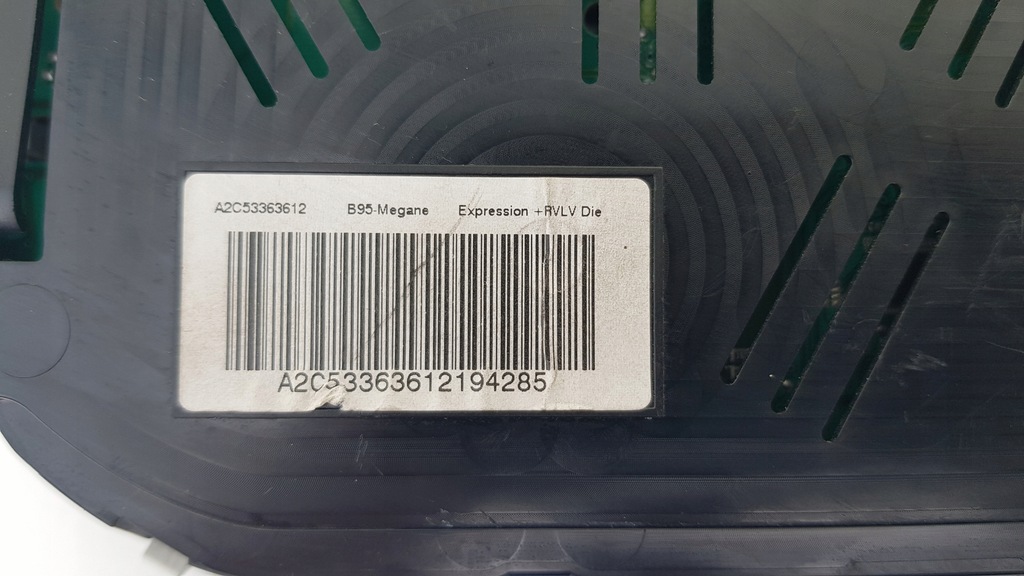 A2C53363612 B95-Megane Expression +RVLV Die
A2C53363612194285